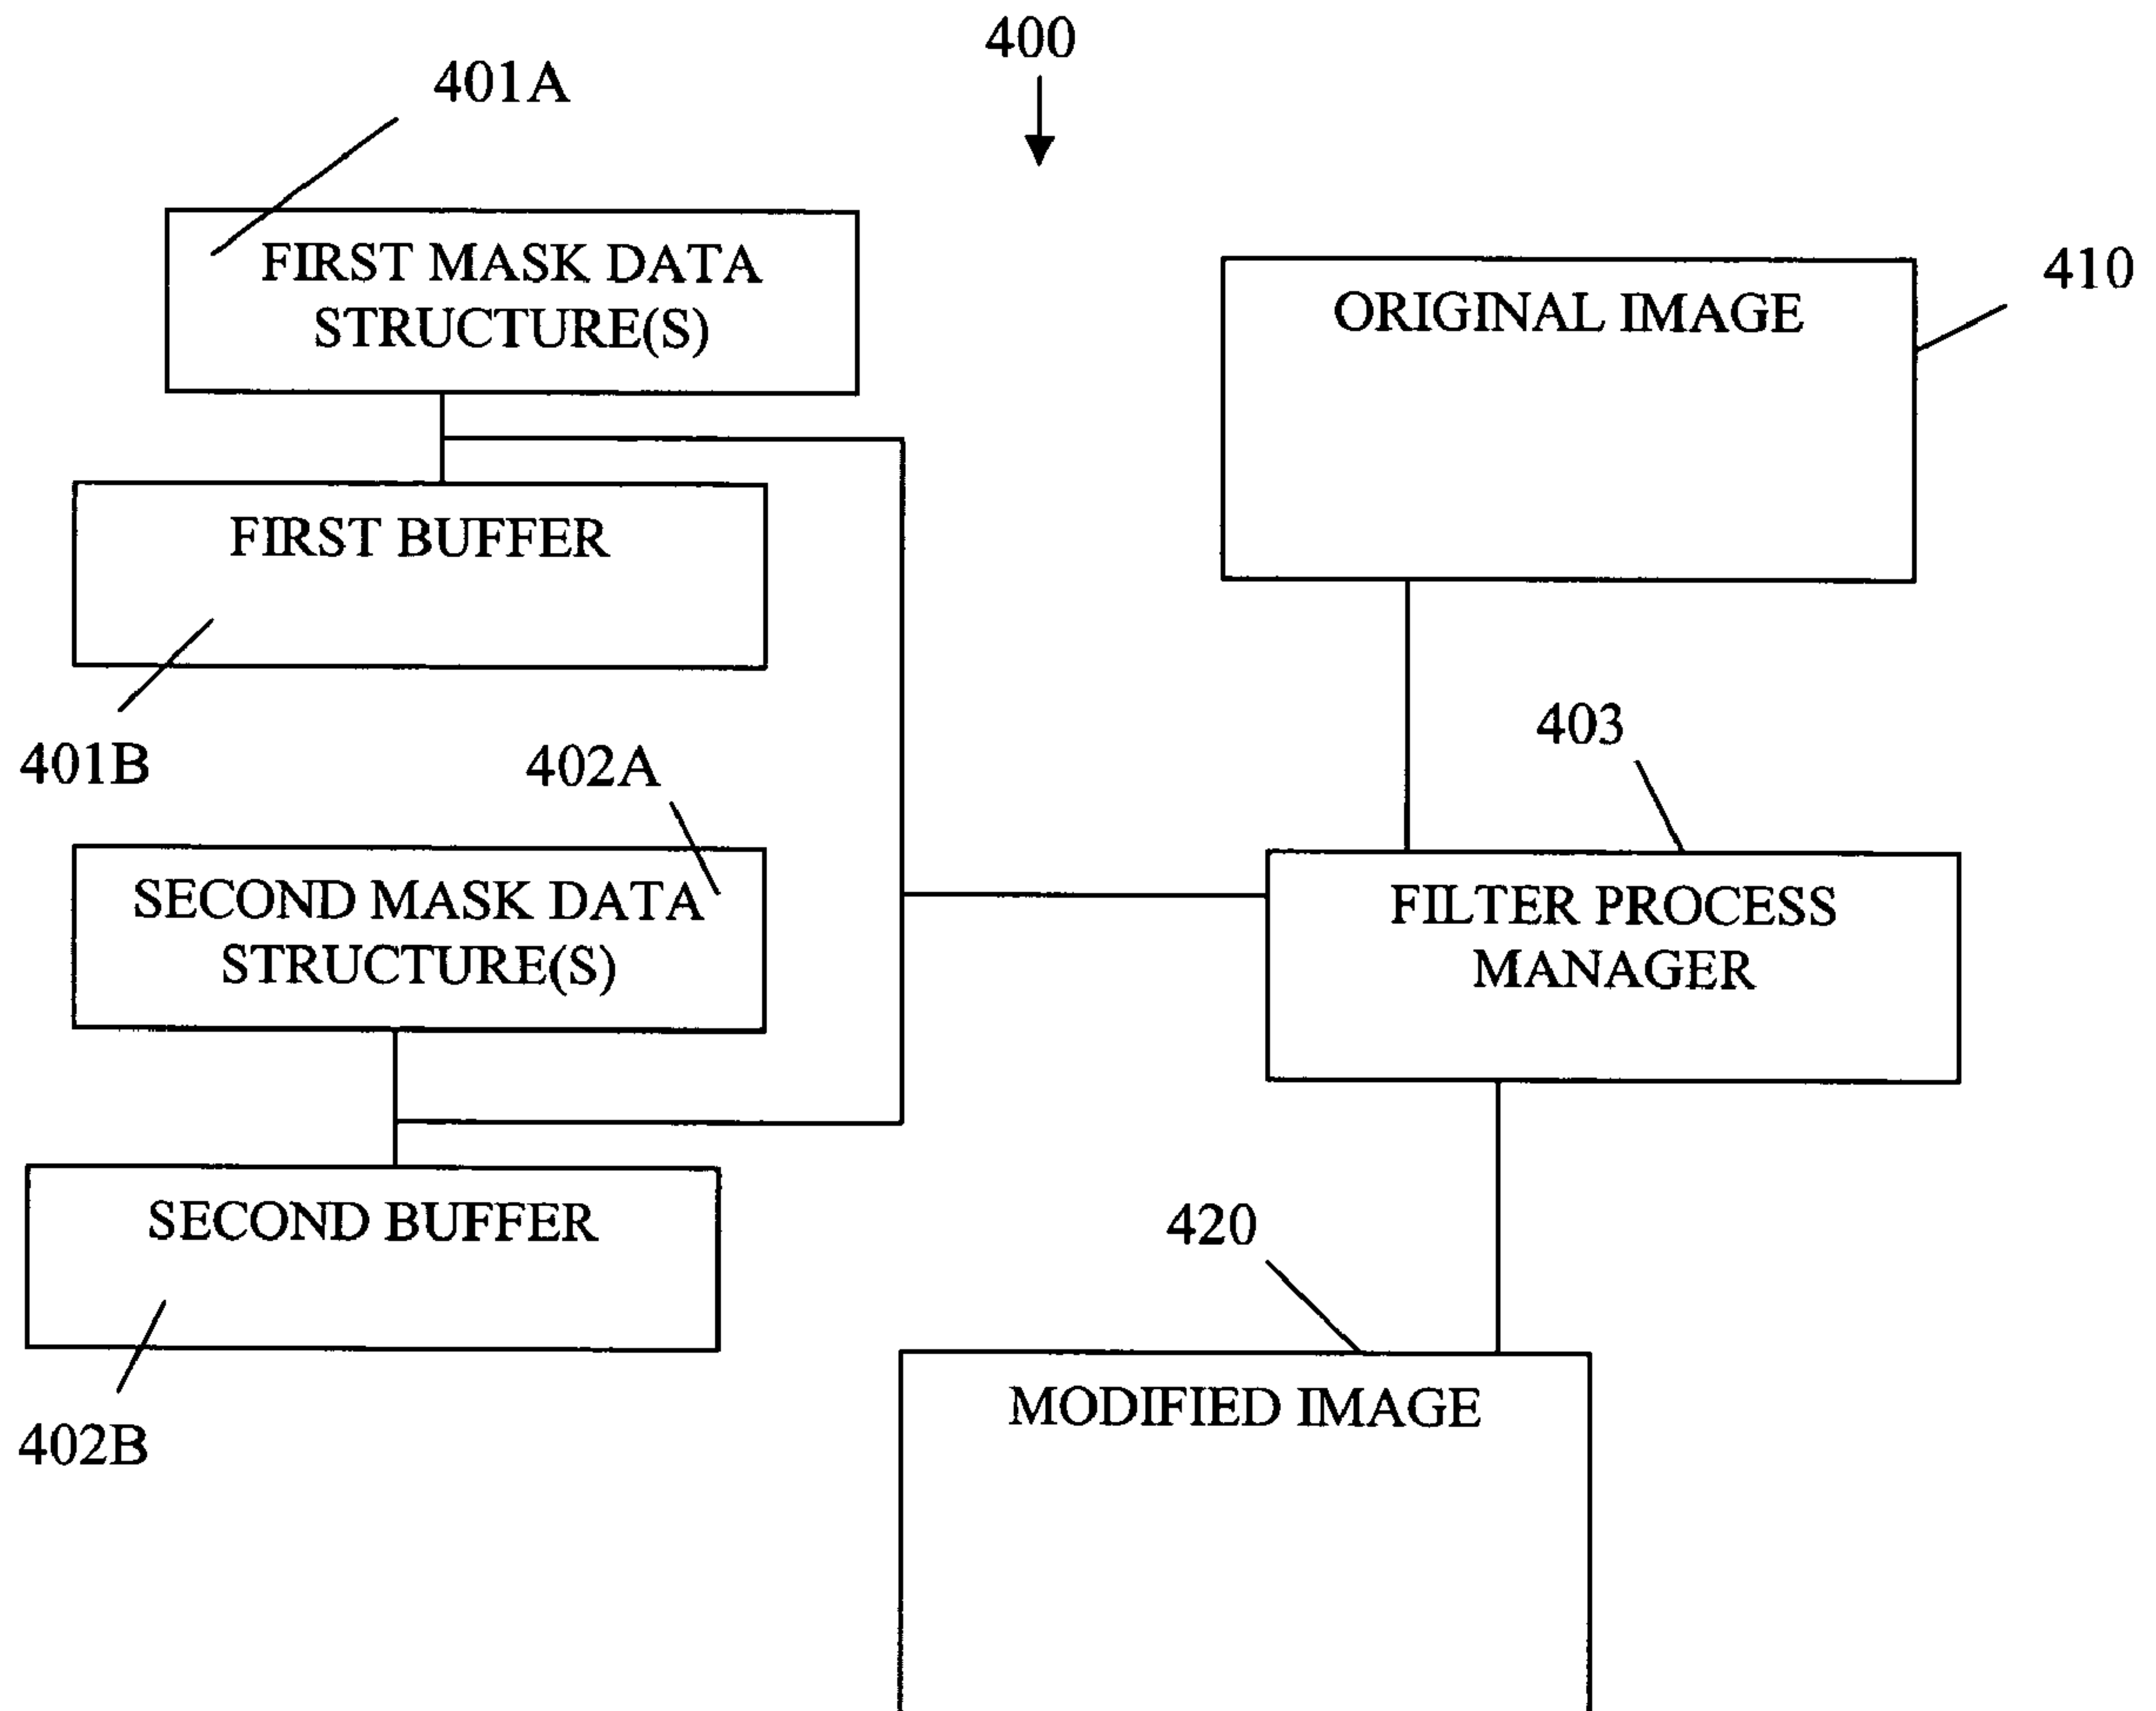 400
401A
FIRST MASK DATA
STRUCTURE(S)
410
ORIGINAL IMAGE
FIRST BUFFER
401B
403
402A
SECOND MASK DATA
STRUCTURE(S)
FILTER PROCESS
MANAGER
SECOND BUFFER
420
402B
MODIFIED IMAGE